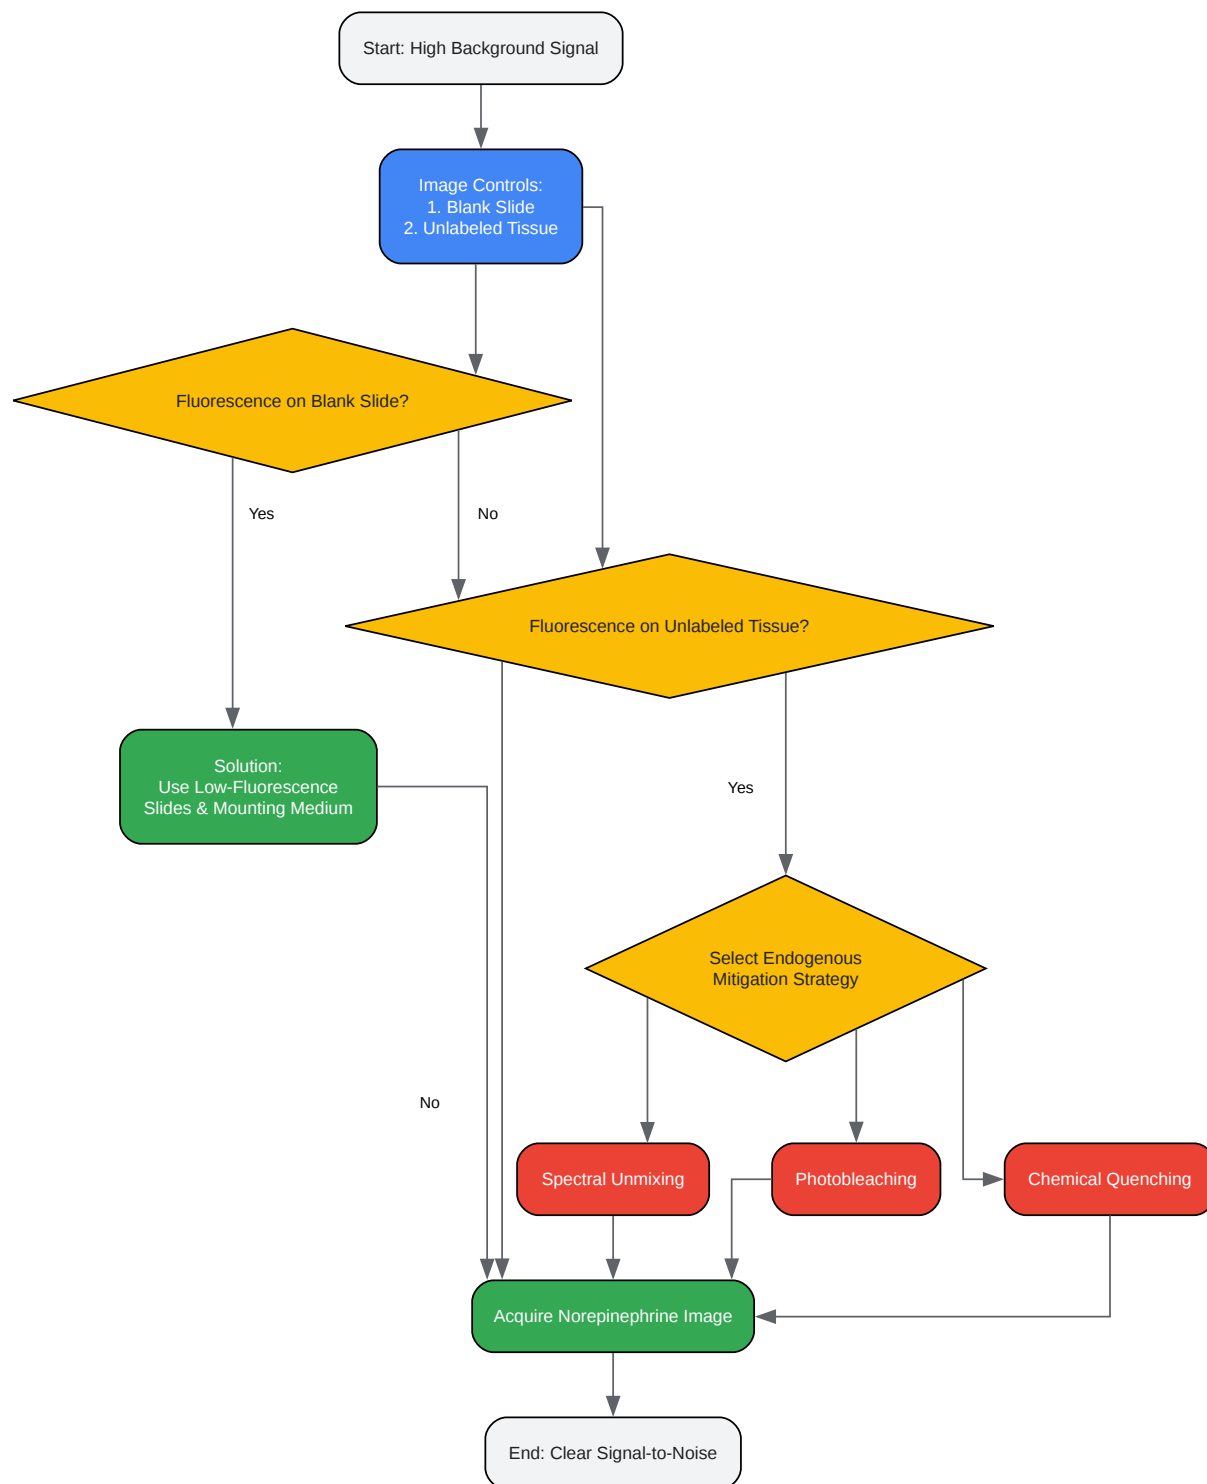 Start: High Background Signal
Image Controls:
1. Blank Slide
2. Unlabeled Tissue
Fluorescence on Blank Slide?
Yes
No
Fluorescence on Unlabeled Tissue?
Solution:
Use Low-Fluorescence
Slides & Mounting Medium
Yes
Select Endogenous
Mitigation Strategy
No
Spectral Unmixing
Photobleaching
Chemical Quenching
Acquire Norepinephrine Image
End: Clear Signal-to-Noise